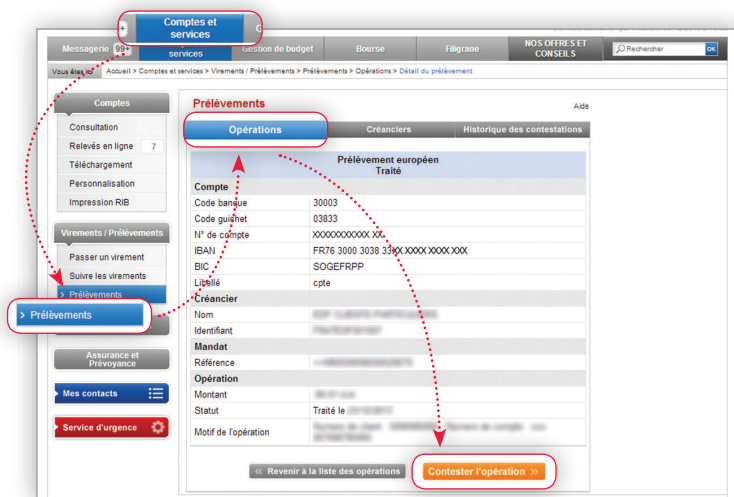 Comptes et
services
Messagerie 99+
services
Gestion de budget
Bourse
Filigrane
NOS OFFRES ET
CONSEILS
Rechercher
OK
Vous êtes ici Accueil > Comptes et services > Virements / Prélèvements > Prélèvements > Opérations > Détail du prélèvement
Comptes
Consultation
Relevés en ligne 7
Téléchargement
Personnalisation
Impression RIB
Virements / Prélèvements
Passer un virement
Suivre les virements
> Prélèvements
> Prélèvements
Assurance et
Prévoyance
Mes contacts
Service d'urgence
Prélèvements
Aide
Opérations
Créanciers
Historique des contestations
Prélèvement européen
Traité
Compte
Code banque 30003
Code guichet 03833
N° de compte XXXXXXXXXXX XX
IBAN FR76 3000 3038 33XX XXXX XXXX XXX
BIC SOGEFRPP
Libellé cpte
Créancier
Nom
Identifiant
Mandat
Référence
Opération
Montant
Statut Traité le
Motif de l'opération
« Revenir à la liste des opérations
Contester l'opération »